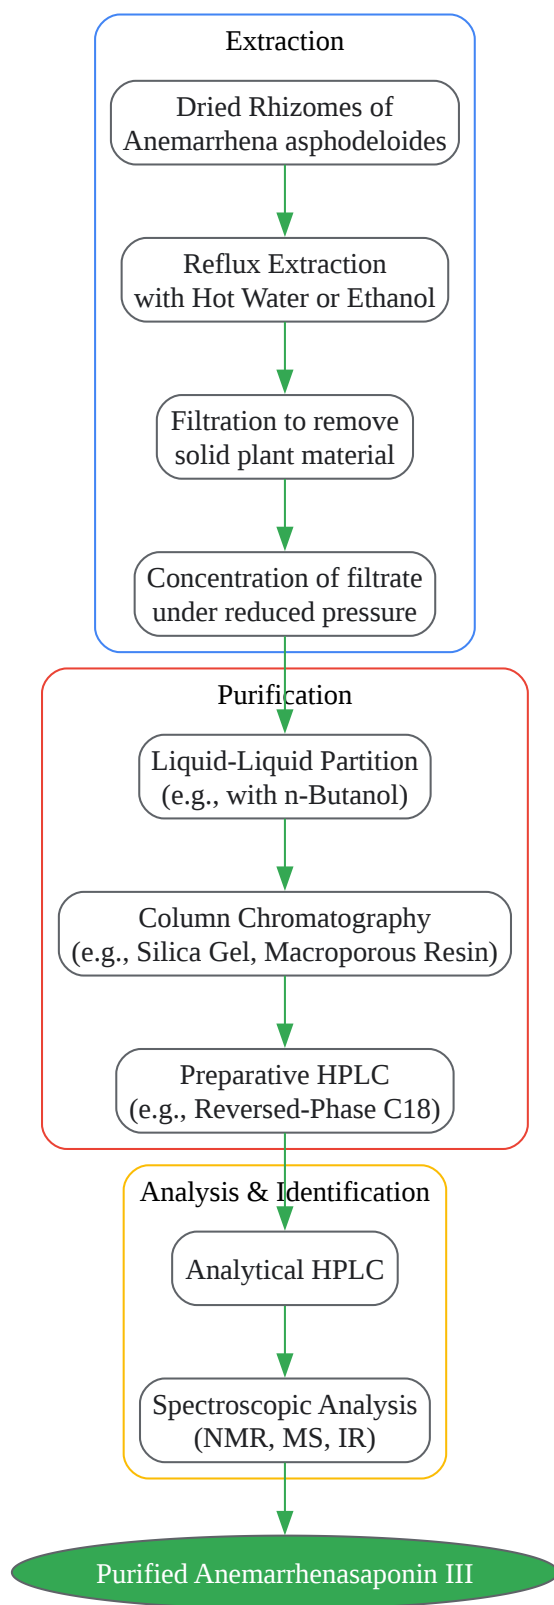 Extraction
Dried Rhizomes of
Anemarrhena asphodeloides
Reflux Extraction
with Hot Water or Ethanol
Filtration to remove
solid plant material
Concentration of filtrate
under reduced pressure
Purification
Liquid-Liquid Partition
(e.g., with n-Butanol)
Column Chromatography
(e.g., Silica Gel, Macroporous Resin)
Preparative HPLC
(e.g., Reversed-Phase C18)
Analysis & Identification
Analytical HPLC
Spectroscopic Analysis
(NMR, MS, IR)
Purified Anemarrhenasaponin III